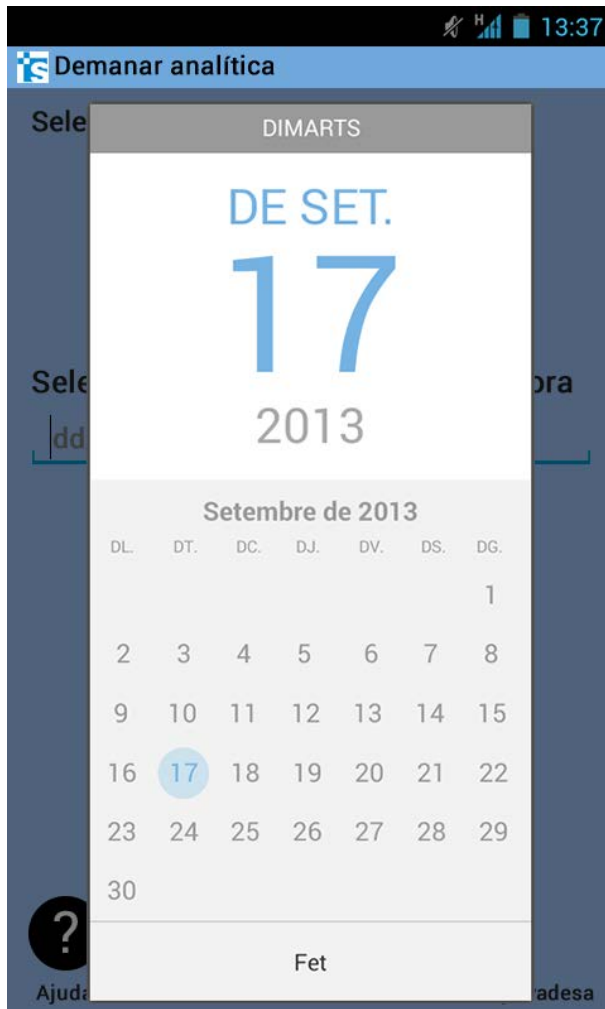 H 13:37
Demanar analítica
Sele
DIMARTS
DE SET.
17
2013
Sele ora
dd
Setembre de 2013
DL. DT. DC. DJ. DV. DS. DG.
1
2 3 4 5 6 7 8
9 10 11 12 13 14 15
16 17 18 19 20 21 22
23 24 25 26 27 28 29
30
?
Fet
Ajuda adesa